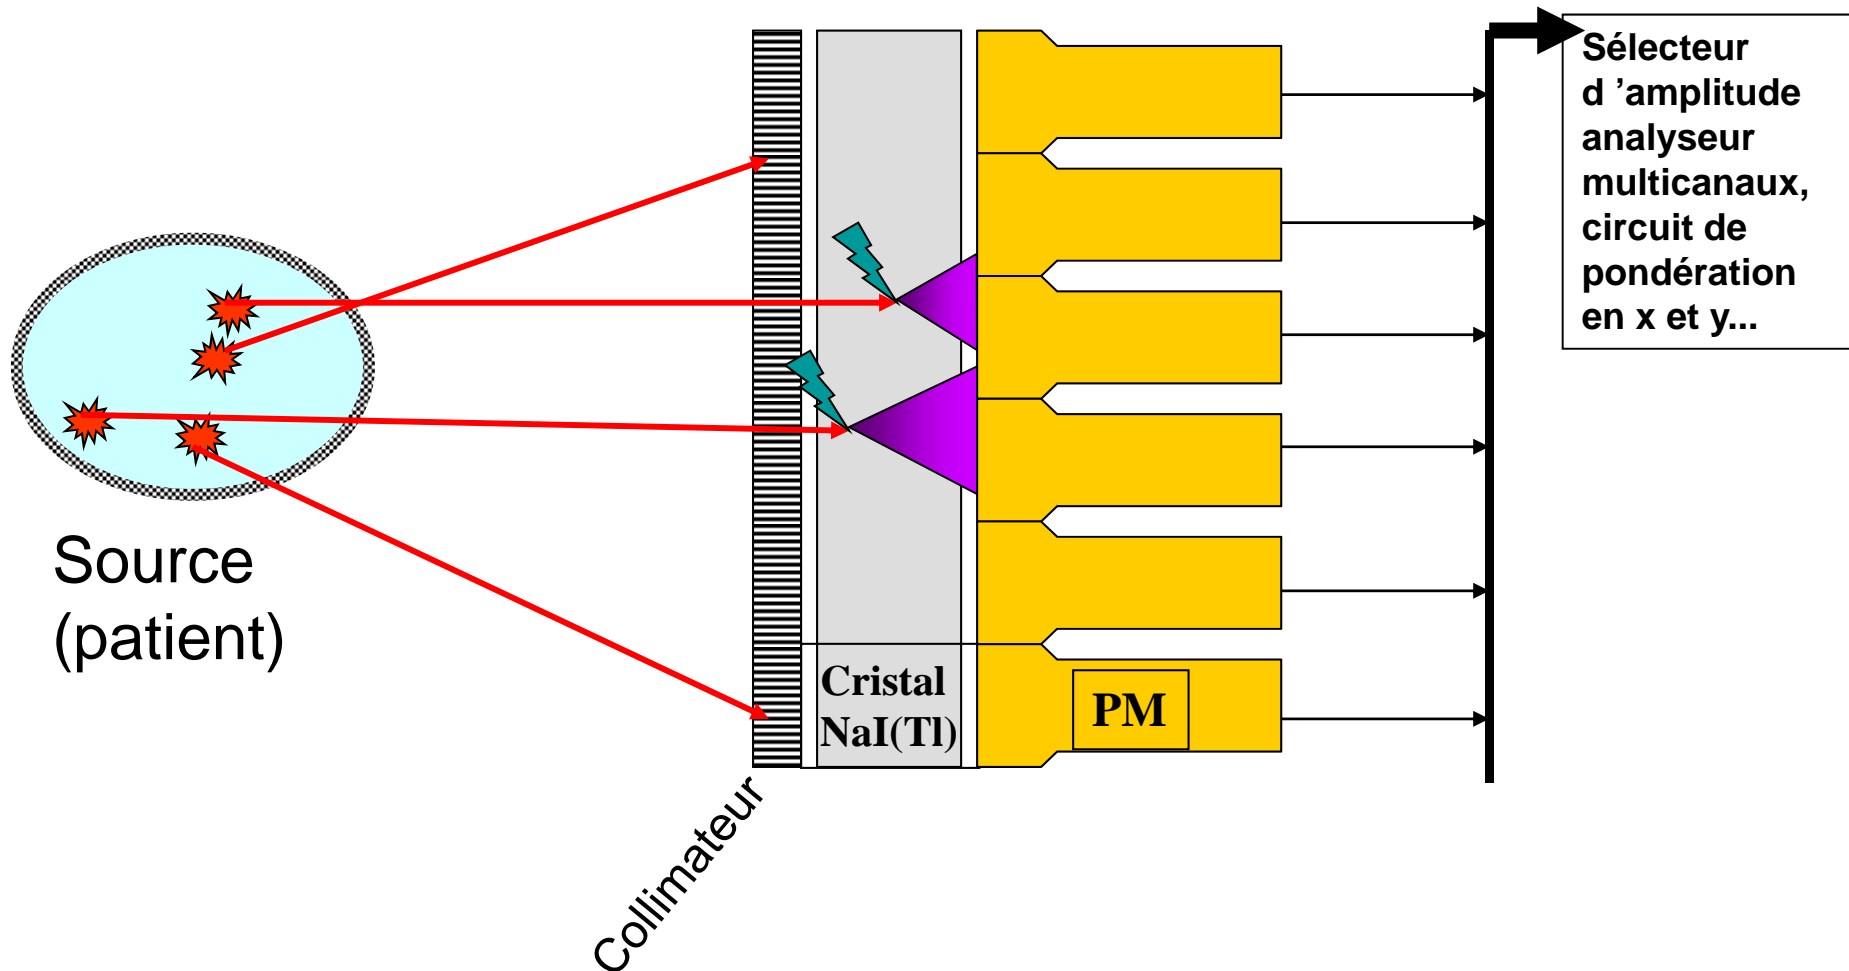 Sélecteur
d ’amplitude
analyseur
multicanaux,
circuit de
pondération
en x et y...
Source
(patient)
Cristal
NaI(Tl)
PM
Collimateur